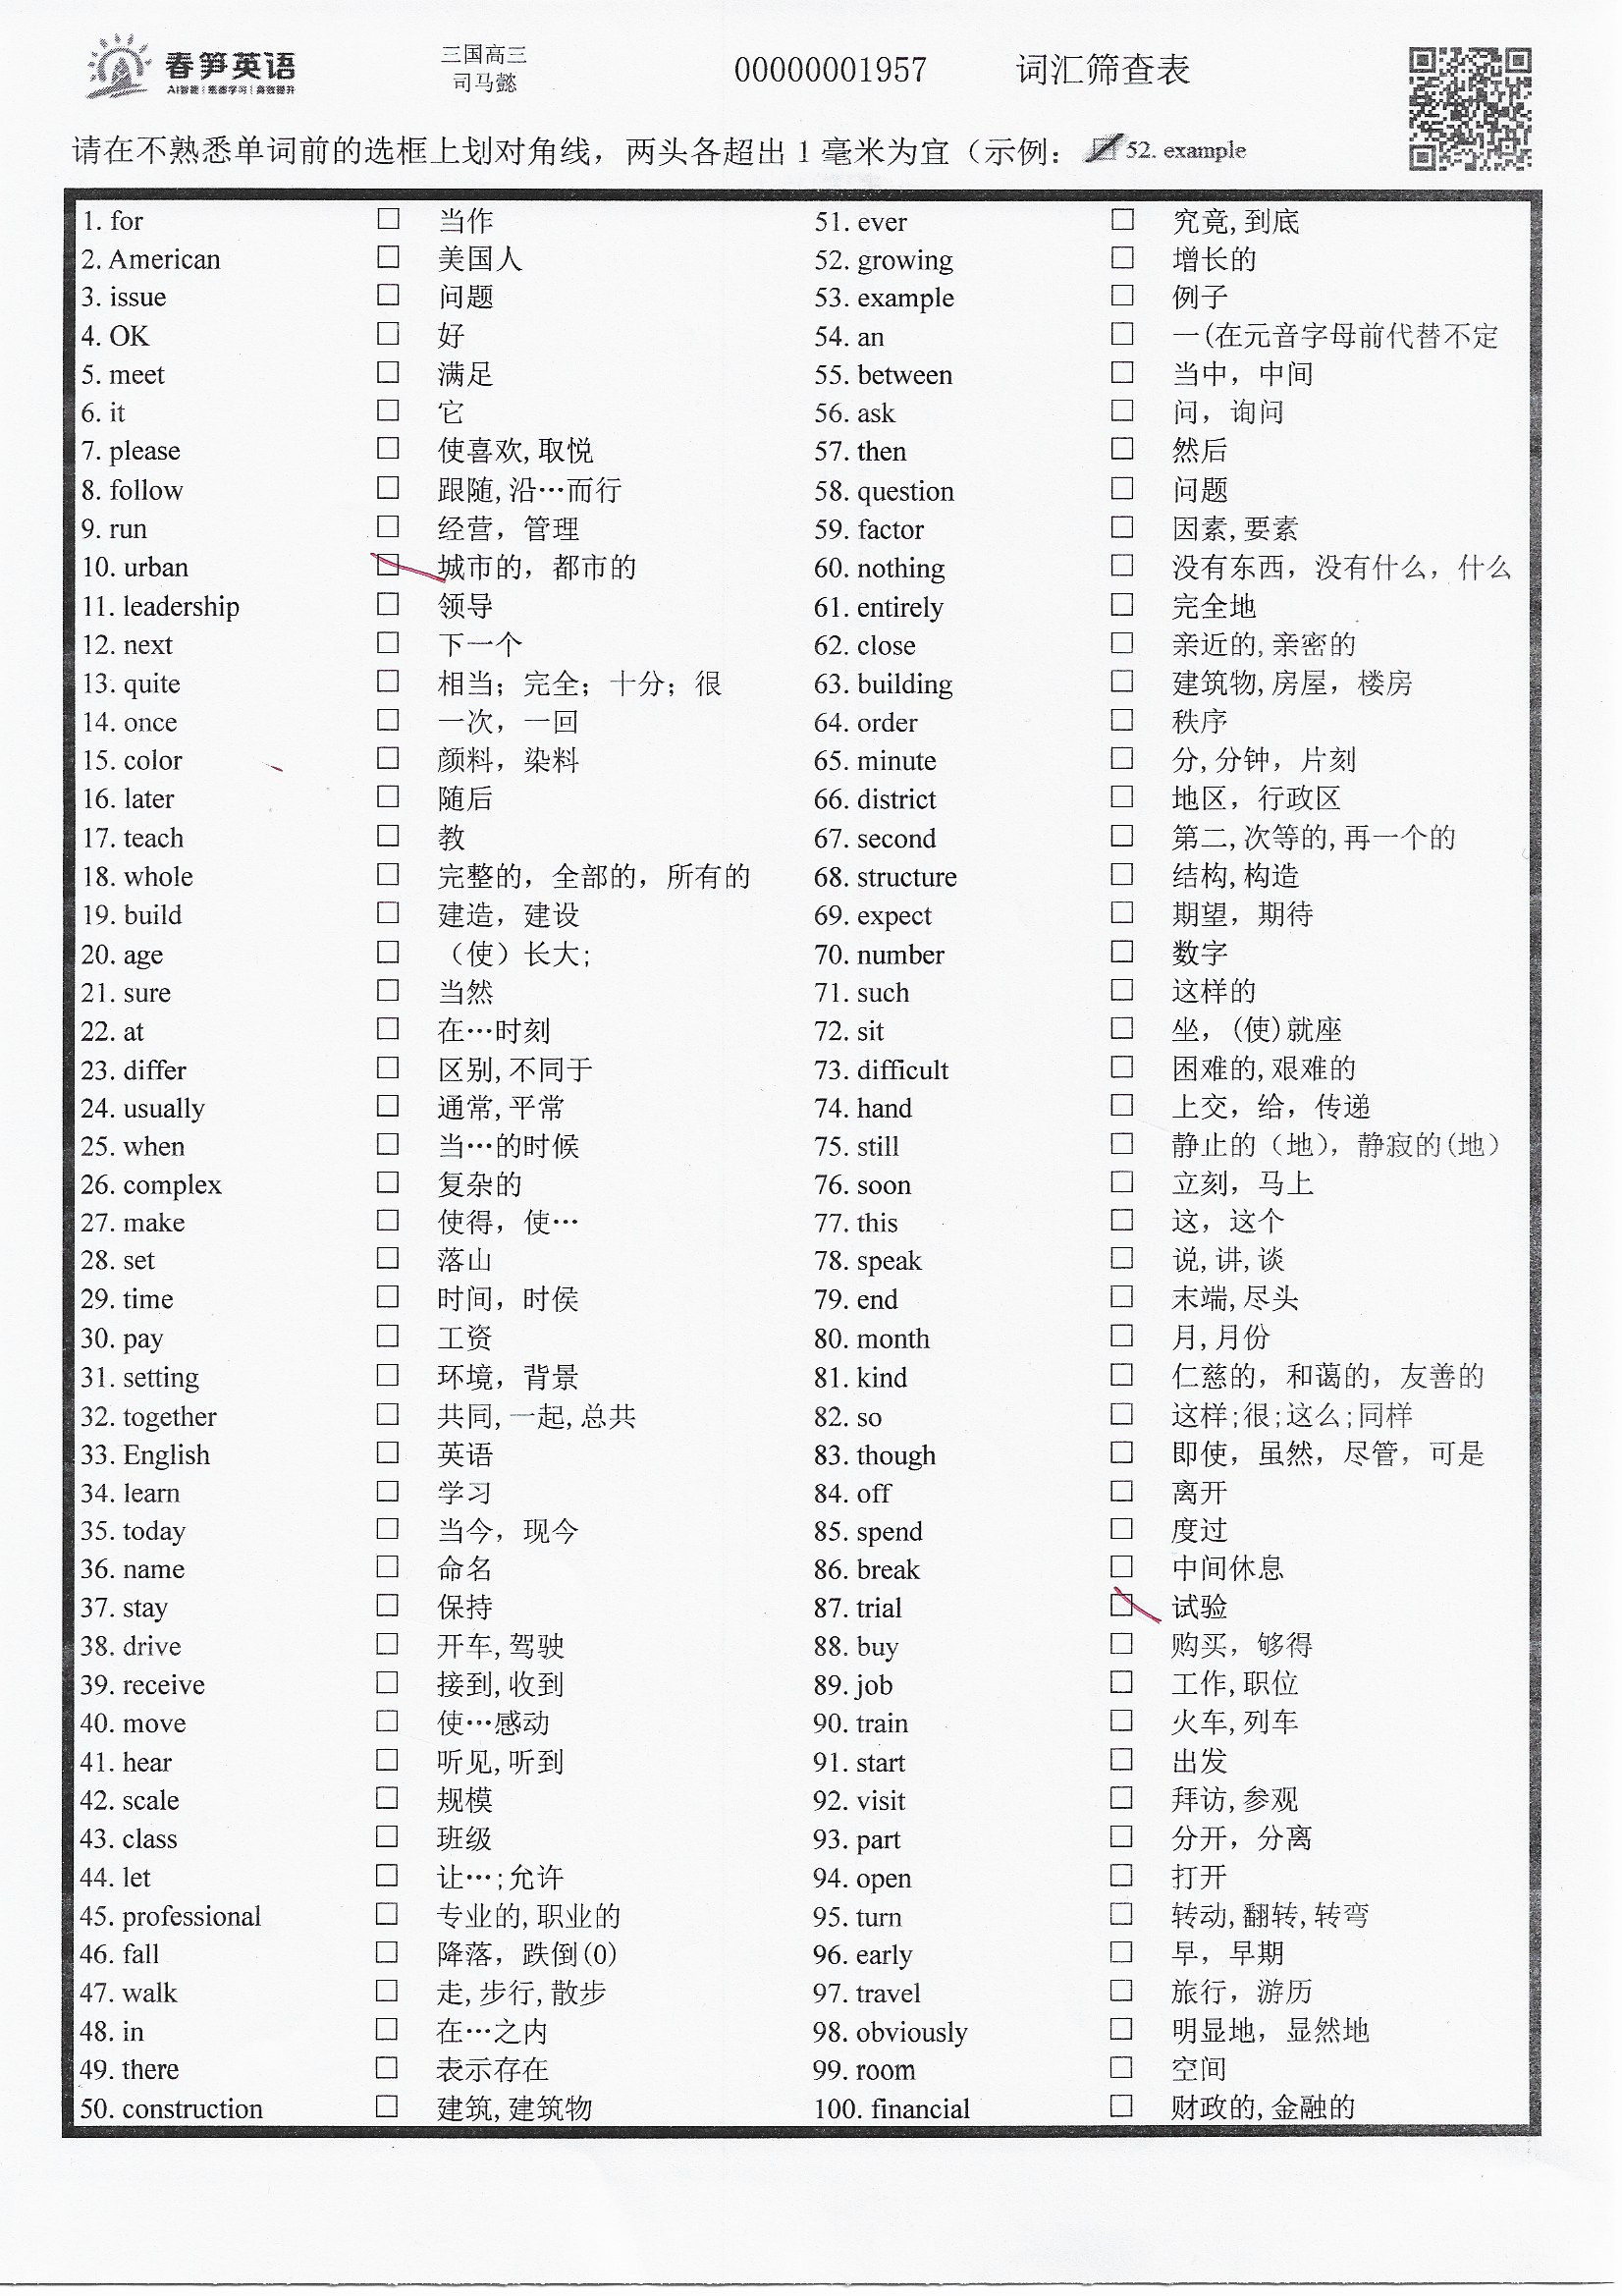 春笋英语
AI智能 | 思维学习 | 高效提升
三国高三
司马懿
00000001957
词汇筛查表
请在不熟悉单词前的选框上划对角线，两头各超出 1 毫米为宜（示例： 52. example
1. for □ 当作
2. American □ 美国人
3. issue □ 问题
4. OK □ 好
5. meet □ 满足
6. it □ 它
7. please □ 使喜欢,取悦
8. follow □ 跟随,沿…而行
9. run □ 经营，管理
10. urban □ 城市的，都市的
11. leadership □ 领导
12. next □ 下一个
13. quite □ 相当；完全；十分；很
14. once □ 一次，一回
15. color □ 颜料，染料
16. later □ 随后
17. teach □ 教
18. whole □ 完整的，全部的，所有的
19. build □ 建造，建设
20. age □ （使）长大;
21. sure □ 当然
22. at □ 在…时刻
23. differ □ 区别,不同于
24. usually □ 通常,平常
25. when □ 当…的时候
26. complex □ 复杂的
27. make □ 使得，使…
28. set □ 落山
29. time □ 时间，时侯
30. pay □ 工资
31. setting □ 环境，背景
32. together □ 共同,一起,总共
33. English □ 英语
34. learn □ 学习
35. today □ 当今，现今
36. name □ 命名
37. stay □ 保持
38. drive □ 开车,驾驶
39. receive □ 接到,收到
40. move □ 使…感动
41. hear □ 听见,听到
42. scale □ 规模
43. class □ 班级
44. let □ 让…;允许
45. professional □ 专业的,职业的
46. fall □ 降落，跌倒(0)
47. walk □ 走,步行,散步
48. in □ 在…之内
49. there □ 表示存在
50. construction □ 建筑,建筑物
51. ever □ 究竟,到底
52. growing □ 增长的
53. example □ 例子
54. an □ 一(在元音字母前代替不定
55. between □ 当中，中间
56. ask □ 问，询问
57. then □ 然后
58. question □ 问题
59. factor □ 因素,要素
60. nothing □ 没有东西，没有什么，什么
61. entirely □ 完全地
62. close □ 亲近的,亲密的
63. building □ 建筑物,房屋，楼房
64. order □ 秩序
65. minute □ 分,分钟，片刻
66. district □ 地区，行政区
67. second □ 第二,次等的,再一个的
68. structure □ 结构,构造
69. expect □ 期望，期待
70. number □ 数字
71. such □ 这样的
72. sit □ 坐，(使)就座
73. difficult □ 困难的,艰难的
74. hand □ 上交，给，传递
75. still □ 静止的（地），静寂的(地）
76. soon □ 立刻，马上
77. this □ 这，这个
78. speak □ 说,讲,谈
79. end □ 末端,尽头
80. month □ 月,月份
81. kind □ 仁慈的，和蔼的，友善的
82. so □ 这样;很;这么;同样
83. though □ 即使，虽然，尽管，可是
84. off □ 离开
85. spend □ 度过
86. break □ 中间休息
87. trial □ 试验
88. buy □ 购买，够得
89. job □ 工作,职位
90. train □ 火车,列车
91. start □ 出发
92. visit □ 拜访,参观
93. part □ 分开，分离
94. open □ 打开
95. turn □ 转动,翻转,转弯
96. early □ 早，早期
97. travel □ 旅行，游历
98. obviously □ 明显地，显然地
99. room □ 空间
100. financial □ 财政的,金融的